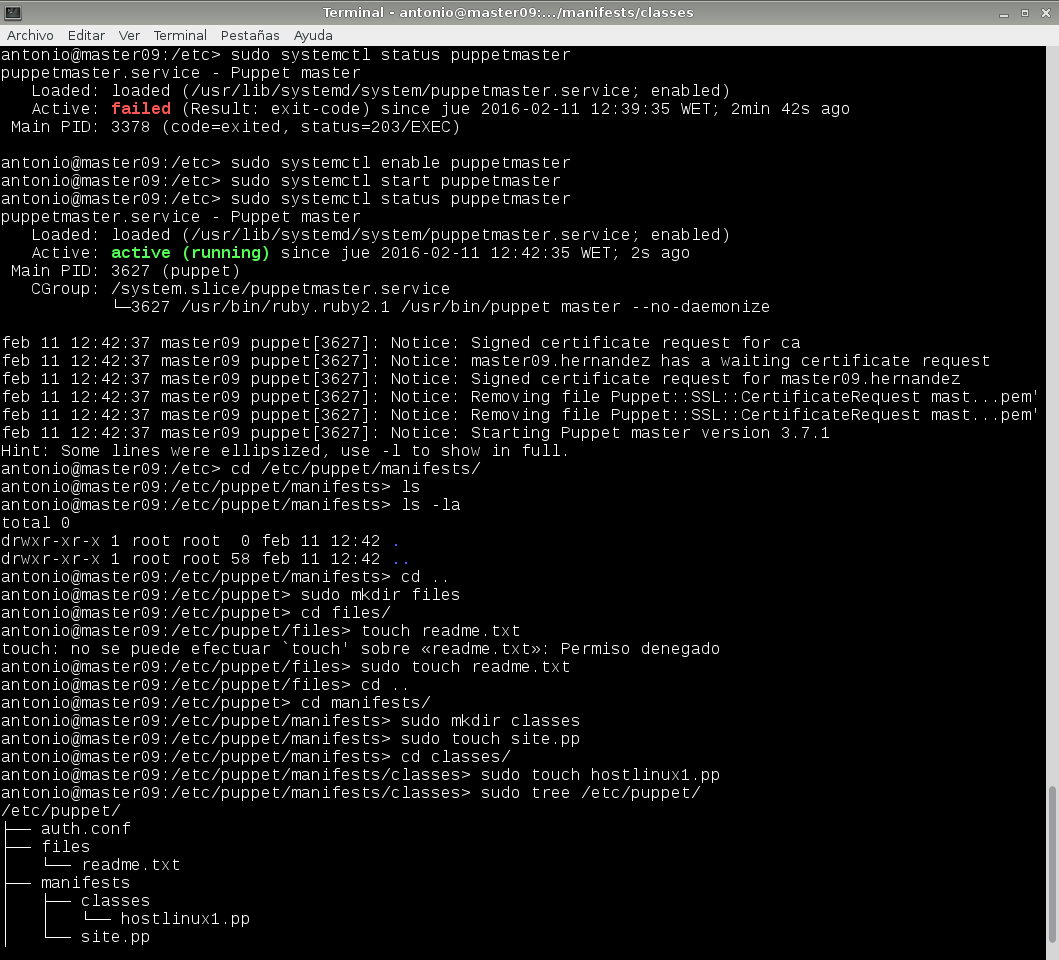 Terminal - antonio@master09:.../manifests/classes
Archivo Editar Ver Terminal Pestañas Ayuda
antonio@master09:/etc> sudo systemctl status puppetmaster
puppetmaster.service - Puppet master
   Loaded: loaded (/usr/lib/systemd/system/puppetmaster.service; enabled)
   Active: failed (Result: exit-code) since jue 2016-02-11 12:39:35 WET; 2min 42s ago
 Main PID: 3378 (code=exited, status=203/EXEC)

antonio@master09:/etc> sudo systemctl enable puppetmaster
antonio@master09:/etc> sudo systemctl start puppetmaster
antonio@master09:/etc> sudo systemctl status puppetmaster
puppetmaster.service - Puppet master
   Loaded: loaded (/usr/lib/systemd/system/puppetmaster.service; enabled)
   Active: active (running) since jue 2016-02-11 12:42:35 WET; 2s ago
 Main PID: 3627 (puppet)
   CGroup: /system.slice/puppetmaster.service
           └─3627 /usr/bin/ruby.ruby2.1 /usr/bin/puppet master --no-daemonize

feb 11 12:42:37 master09 puppet[3627]: Notice: Signed certificate request for ca
feb 11 12:42:37 master09 puppet[3627]: Notice: master09.hernandez has a waiting certificate request
feb 11 12:42:37 master09 puppet[3627]: Notice: Signed certificate request for master09.hernandez
feb 11 12:42:37 master09 puppet[3627]: Notice: Removing file Puppet::SSL::CertificateRequest mast...pem'
feb 11 12:42:37 master09 puppet[3627]: Notice: Removing file Puppet::SSL::CertificateRequest mast...pem'
feb 11 12:42:37 master09 puppet[3627]: Notice: Starting Puppet master version 3.7.1
Hint: Some lines were ellipsized, use -l to show in full.
antonio@master09:/etc> cd /etc/puppet/manifests/
antonio@master09:/etc/puppet/manifests> ls
antonio@master09:/etc/puppet/manifests> ls -la
total 0
drwxr-xr-x 1 root root  0 feb 11 12:42 .
drwxr-xr-x 1 root root 58 feb 11 12:42 ..
antonio@master09:/etc/puppet/manifests> cd ..
antonio@master09:/etc/puppet> sudo mkdir files
antonio@master09:/etc/puppet> cd files/
antonio@master09:/etc/puppet/files> touch readme.txt
touch: no se puede efectuar `touch' sobre «readme.txt»: Permiso denegado
antonio@master09:/etc/puppet/files> sudo touch readme.txt
antonio@master09:/etc/puppet/files> cd ..
antonio@master09:/etc/puppet> cd manifests/
antonio@master09:/etc/puppet/manifests> sudo mkdir classes
antonio@master09:/etc/puppet/manifests> sudo touch site.pp
antonio@master09:/etc/puppet/manifests> cd classes/
antonio@master09:/etc/puppet/manifests/classes> sudo touch hostlinux1.pp
antonio@master09:/etc/puppet/manifests/classes> sudo tree /etc/puppet/
/etc/puppet/
├── auth.conf
├── files
│   └── readme.txt
├── manifests
│   ├── classes
│   │   └── hostlinux1.pp
│   └── site.pp